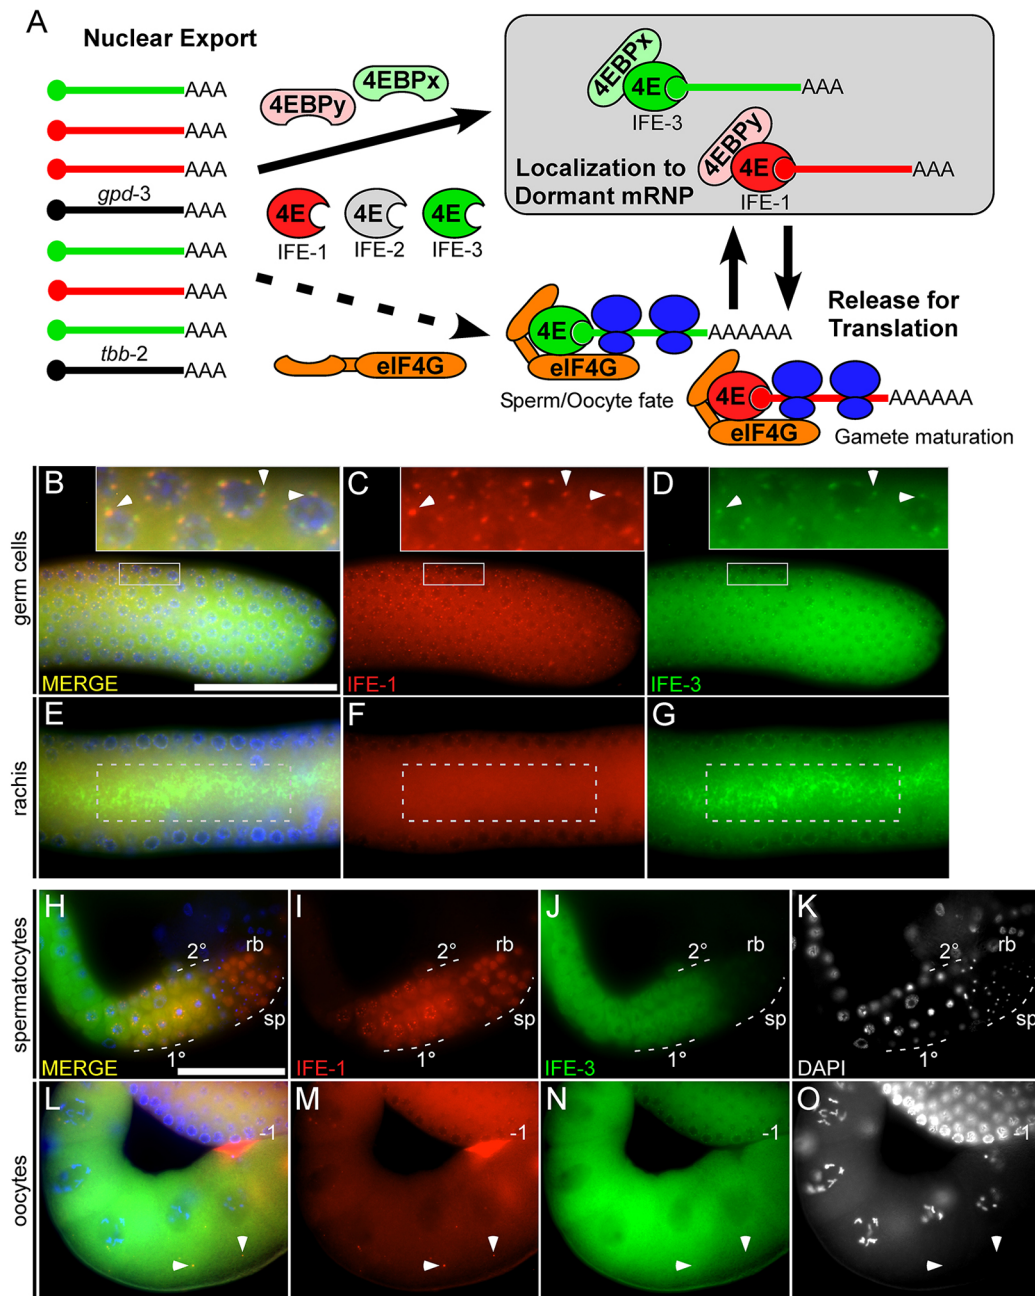 A
Nuclear Export
AAA
AAA
AAA
gpd-3
AAA
AAA
AAA
AAA
tbb-2
AAA
4EBPy
4EBPx
4E
4E
4E
IFE-1
IFE-2
IFE-3
eIF4G
4EBPx
4E
AAA
IFE-3
4EBPy
4E
AAA
IFE-1
Localization to
Dormant mRNP
Release for
Translation
4E
AAAAAA
eIF4G
Sperm/Oocyte fate
4E
AAAAAA
eIF4G
Gamete maturation
germ cells
B
MERGE
C
IFE-1
D
IFE-3
rachis
E
F
G
spermatocytes
H
2°
rb
sp
1°
MERGE
I
2°
rb
sp
1°
IFE-1
J
2°
rb
sp
1°
IFE-3
K
2°
rb
sp
1°
DAPI
oocytes
L
-1
M
-1
N
-1
O
-1